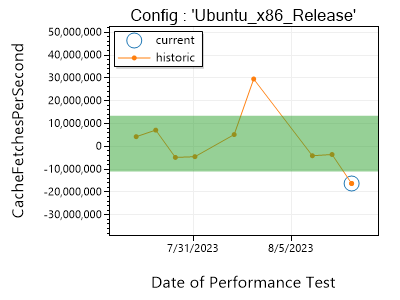 Config : 'Ubuntu_x86_Release'
current
historic
CacheFetchesPerSecond
50,000,000
40,000,000
30,000,000
20,000,000
10,000,000
0
-10,000,000
-20,000,000
-30,000,000
7/31/2023
8/5/2023
Date of Performance Test